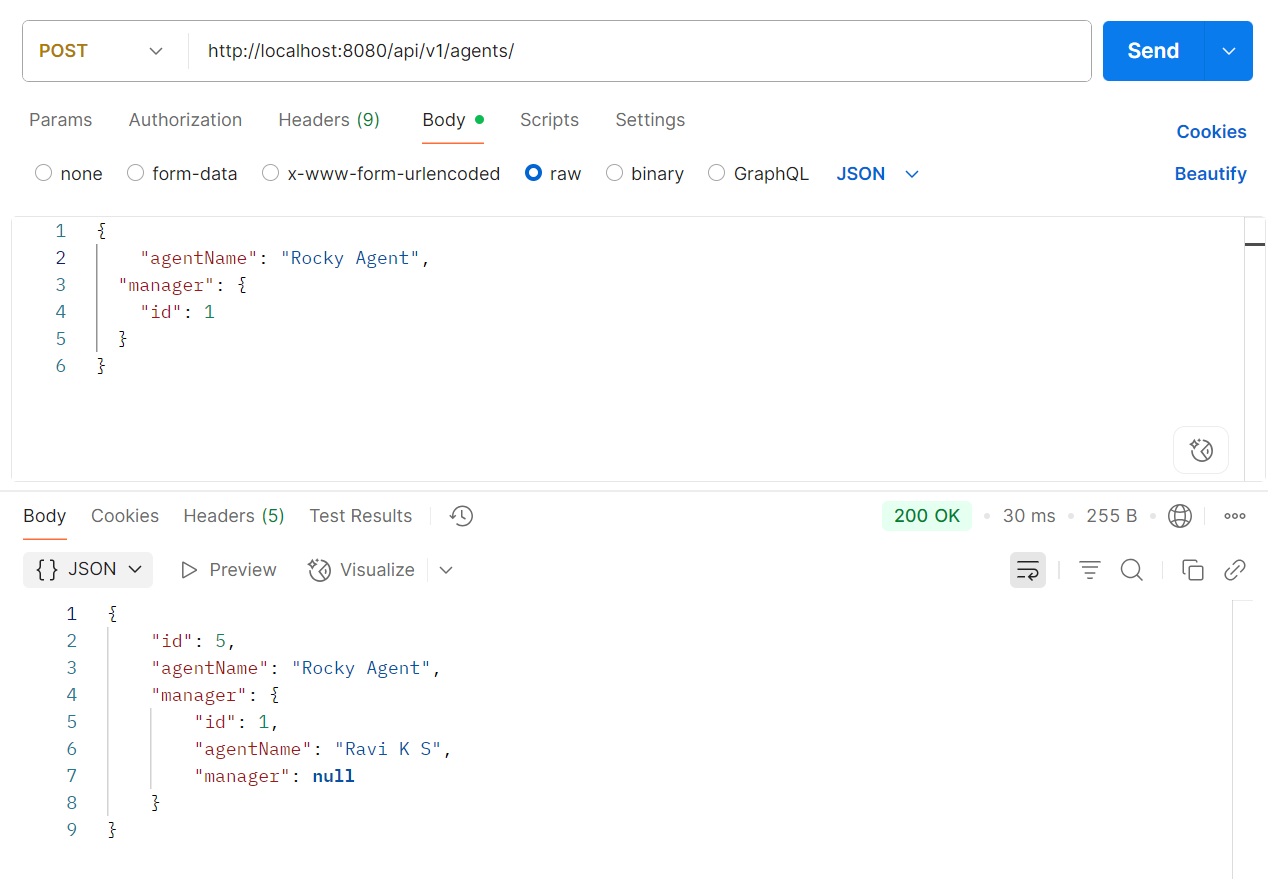 POST http://localhost:8080/api/v1/agents/ Send
Params Authorization Headers (9) Body Scripts Settings Cookies
none form-data x-www-form-urlencoded raw binary GraphQL JSON Beautify
1 {
2 "agentName": "Rocky Agent",
3 "manager": {
4 "id": 1
5 }
6 }
Body Cookies Headers (5) Test Results 200 OK 30 ms 255 B
{} JSON Preview Visualize
1 {
2 "id": 5,
3 "agentName": "Rocky Agent",
4 "manager": {
5 "id": 1,
6 "agentName": "Ravi K S",
7 "manager": null
8 }
9 }